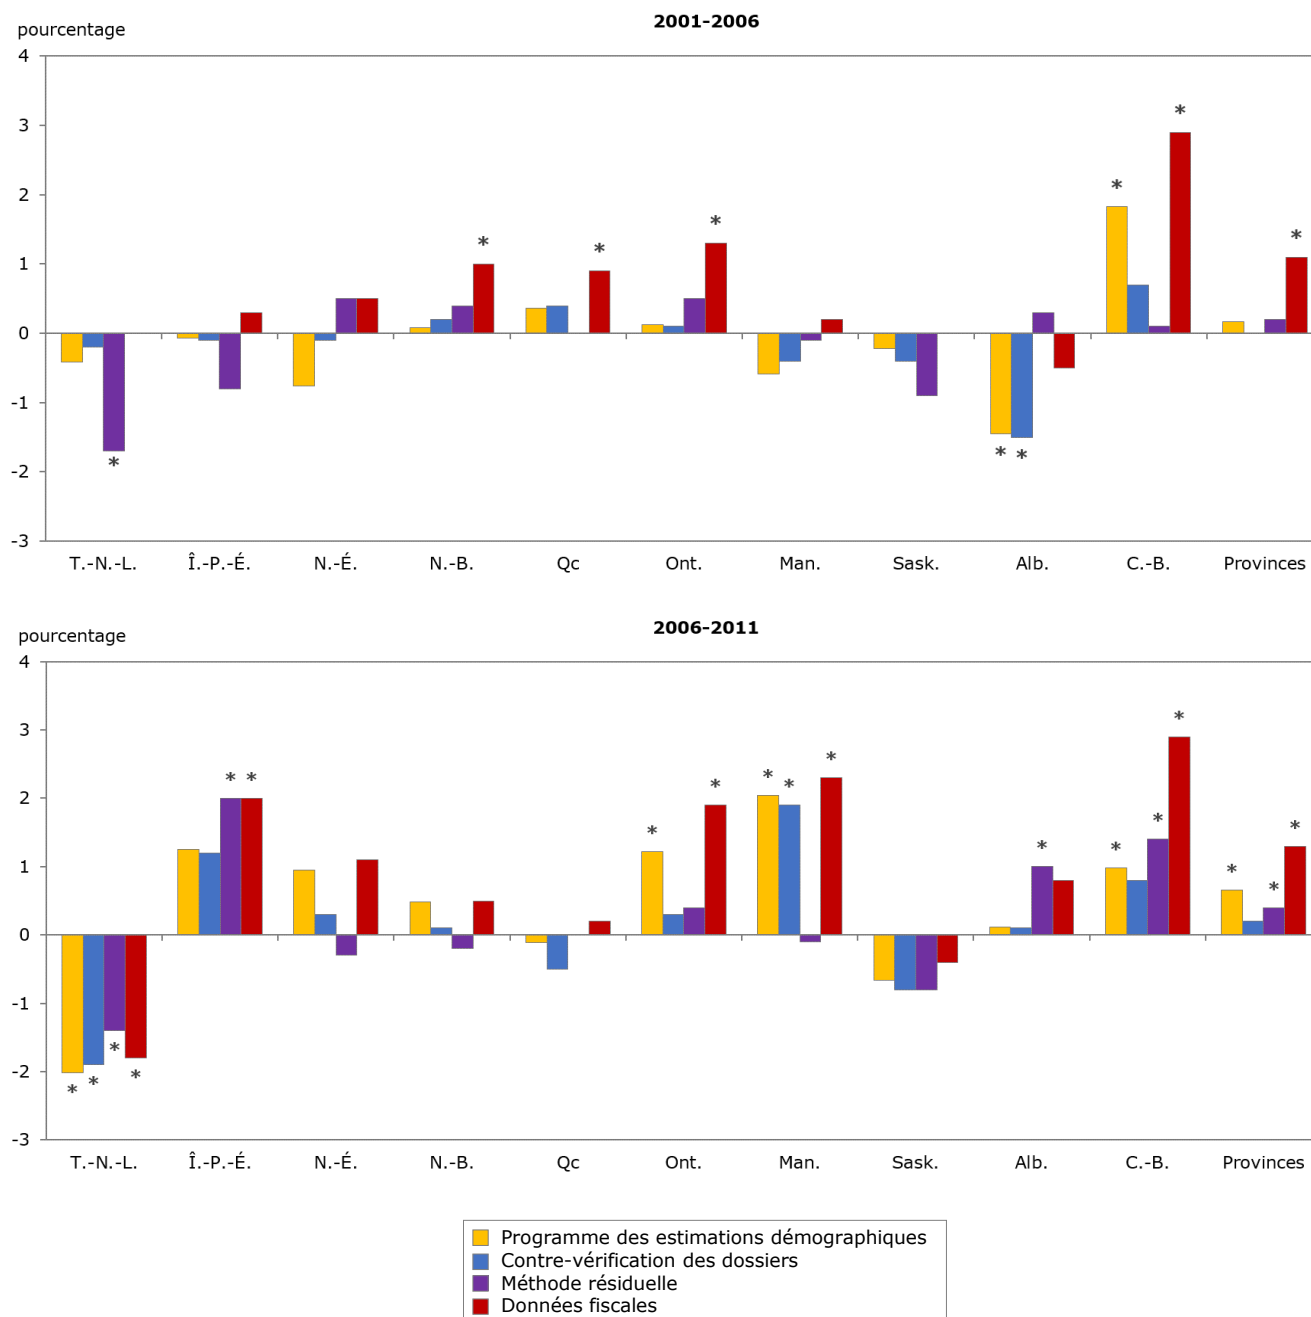 2001-2006
pourcentage
4
3
2
1
0
-1
-2
-3
* * * * * * * * * *
T.-N.-L. Î.-P.-É. N.-É. N.-B. Qc Ont. Man. Sask. Alb. C.-B. Provinces
2006-2011
pourcentage
4
3
2
1
0
-1
-2
-3
* * * * * * * * * * * * * * * * * * *
T.-N.-L. Î.-P.-É. N.-É. N.-B. Qc Ont. Man. Sask. Alb. C.-B. Provinces
Programme des estimations démographiques
Contre-vérification des dossiers
Méthode résiduelle
Données fiscales